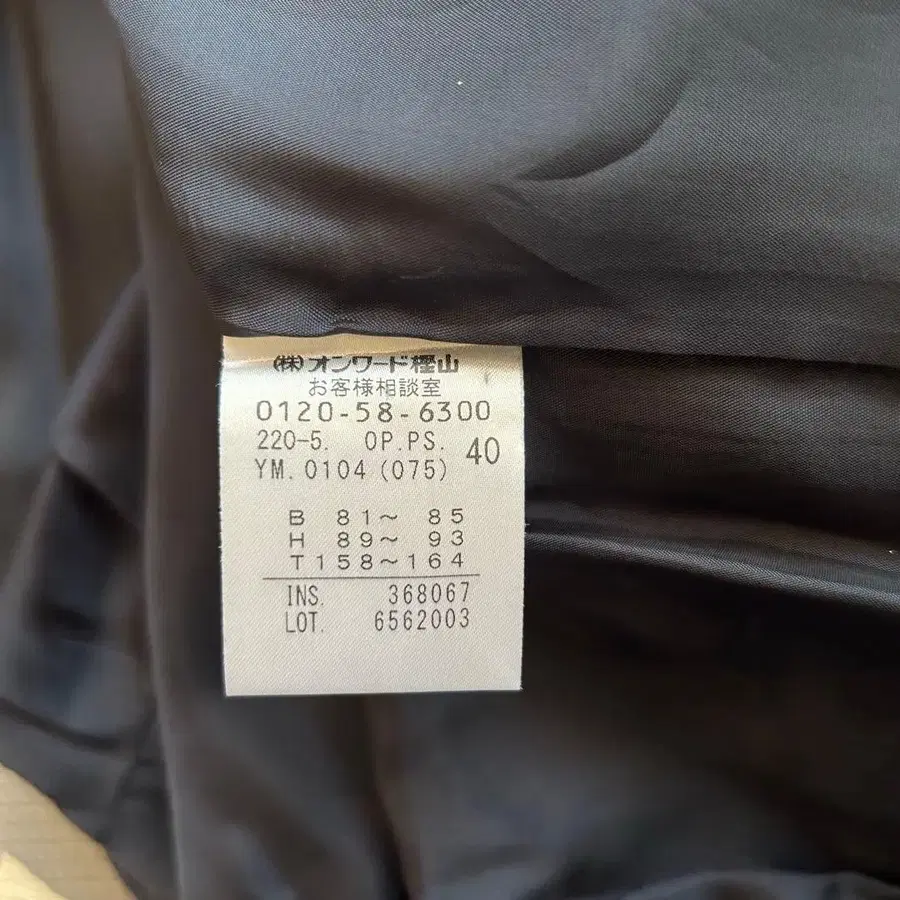 (株)オンワード樫山
お客様相談室
0120-58-6300
220-5. OP.PS. 40
YM.0104(075)
B 81~ 85
H 89~ 93
T158~164
INS. 368067
LOT. 6562003